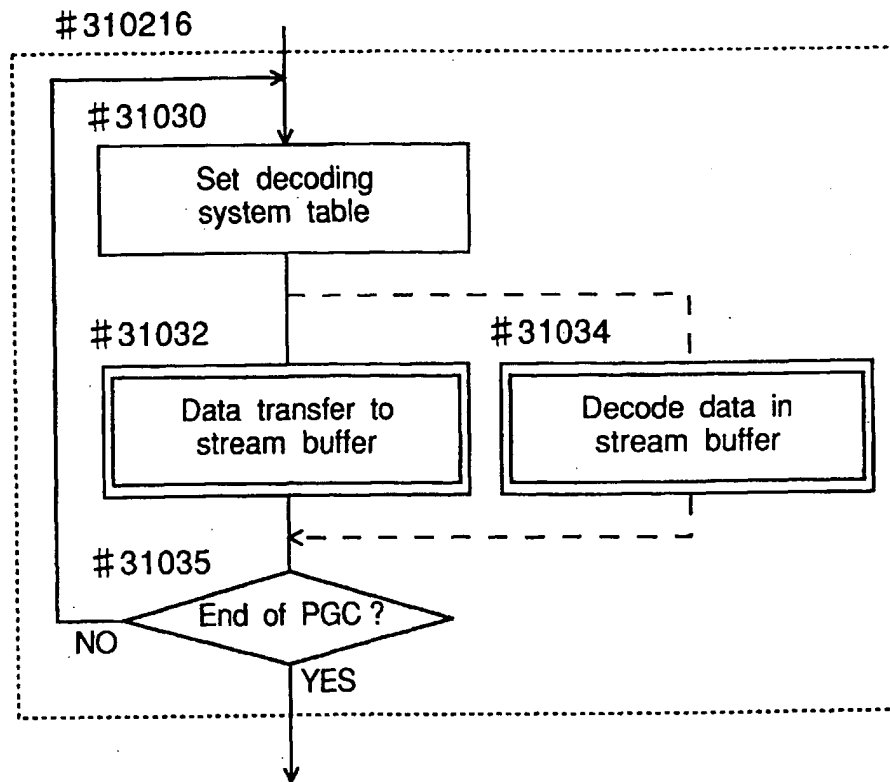 #310216
#31030
Set decoding
system table
#31032
#31034
Data transfer to
stream buffer
Decode data in
stream buffer
#31035
End of PGC ?
NO
YES